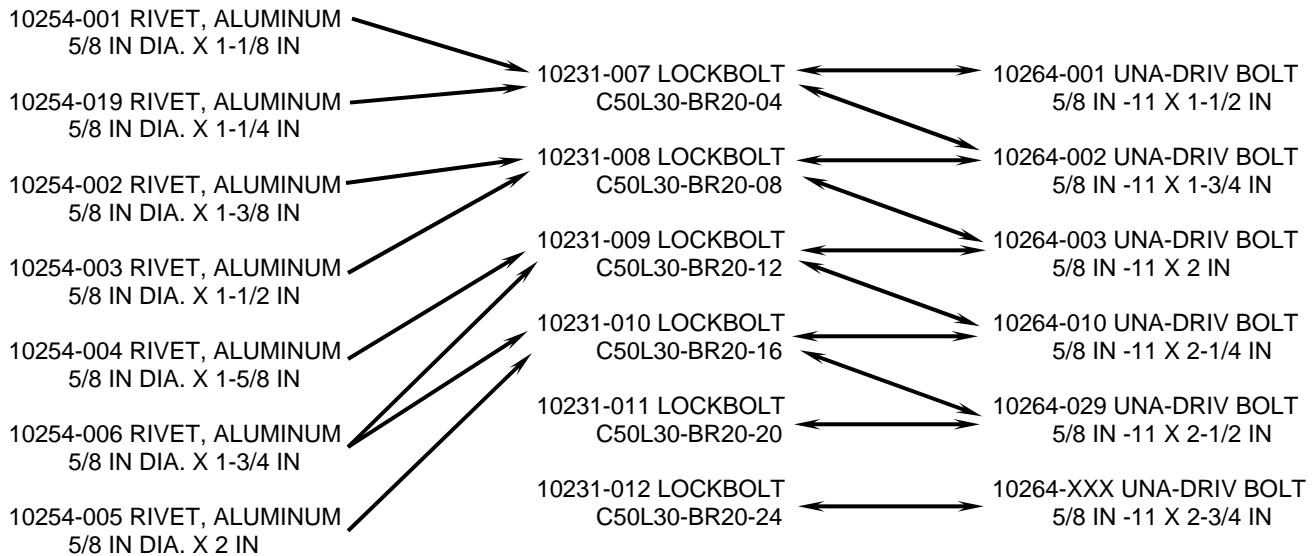 10254-001 RIVET, ALUMINUM
5/8 IN DIA. X 1-1/8 IN
10254-019 RIVET, ALUMINUM
5/8 IN DIA. X 1-1/4 IN
10254-002 RIVET, ALUMINUM
5/8 IN DIA. X 1-3/8 IN
10254-003 RIVET, ALUMINUM
5/8 IN DIA. X 1-1/2 IN
10254-004 RIVET, ALUMINUM
5/8 IN DIA. X 1-5/8 IN
10254-006 RIVET, ALUMINUM
5/8 IN DIA. X 1-3/4 IN
10254-005 RIVET, ALUMINUM
5/8 IN DIA. X 2 IN
10231-007 LOCKBOLT
C50L30-BR20-04
10231-008 LOCKBOLT
C50L30-BR20-08
10231-009 LOCKBOLT
C50L30-BR20-12
10231-010 LOCKBOLT
C50L30-BR20-16
10231-011 LOCKBOLT
C50L30-BR20-20
10231-012 LOCKBOLT
C50L30-BR20-24
10264-001 UNA-DRIV BOLT
5/8 IN -11 X 1-1/2 IN
10264-002 UNA-DRIV BOLT
5/8 IN -11 X 1-3/4 IN
10264-003 UNA-DRIV BOLT
5/8 IN -11 X 2 IN
10264-010 UNA-DRIV BOLT
5/8 IN -11 X 2-1/4 IN
10264-029 UNA-DRIV BOLT
5/8 IN -11 X 2-1/2 IN
10264-XXX UNA-DRIV BOLT
5/8 IN -11 X 2-3/4 IN